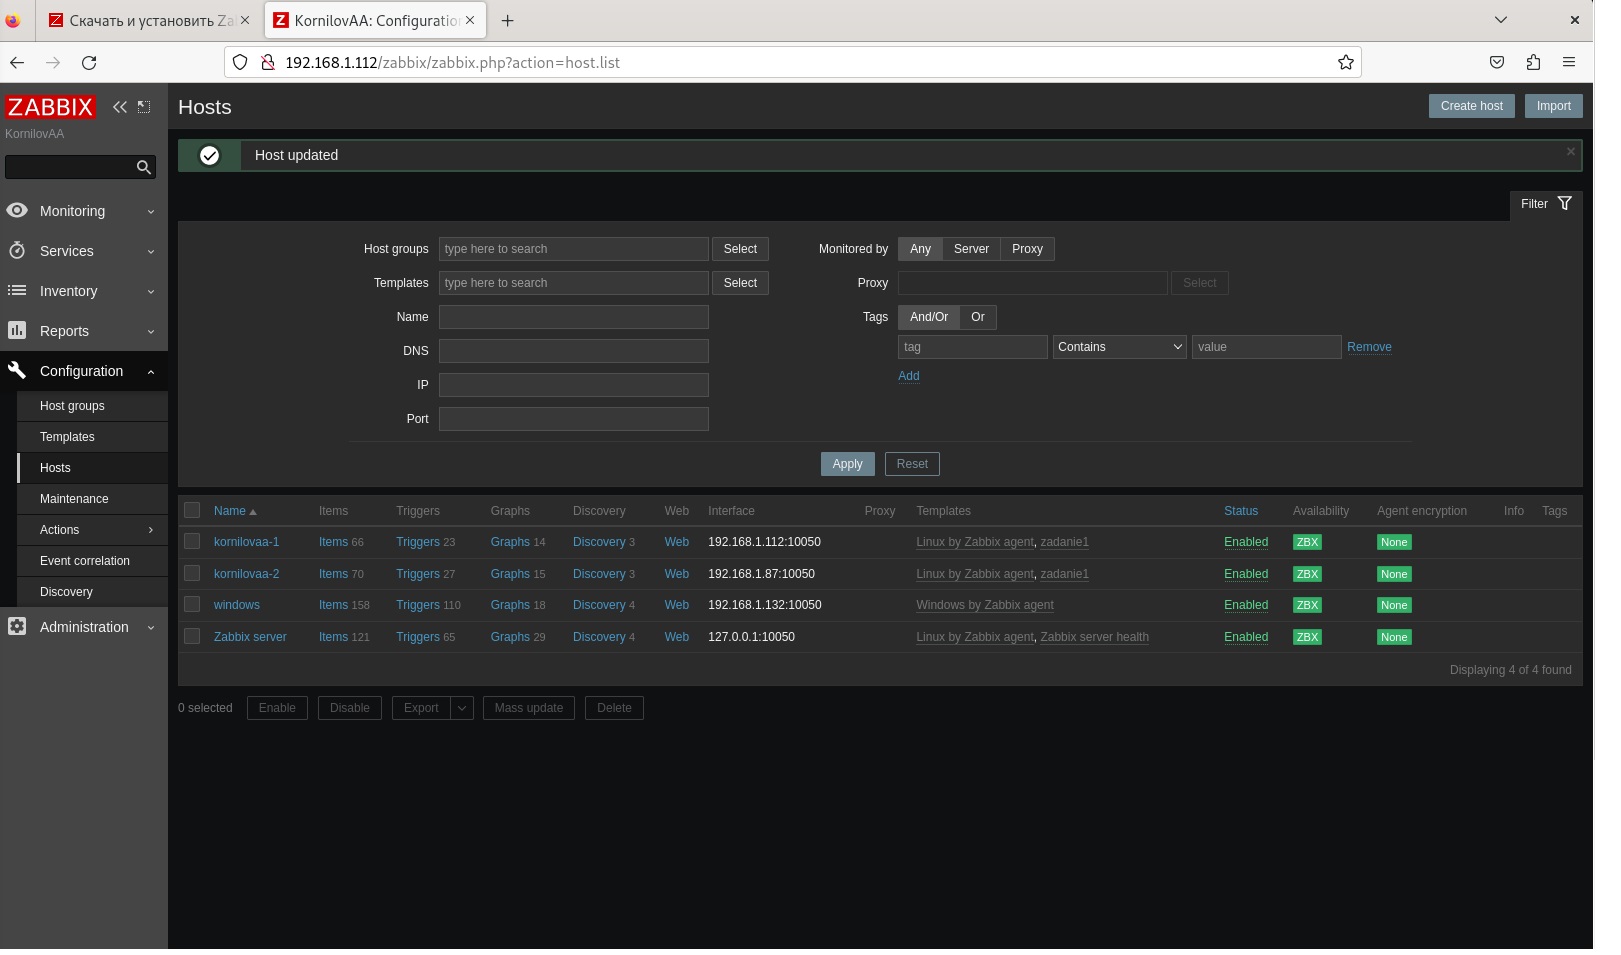 Скачать и установить Za
KornilovAA: Configuration
192.168.1.112/zabbix/zabbix.php?action=host.list
ZABBIX
KornilovAA
Monitoring
Services
Inventory
Reports
Configuration
Host groups
Templates
Hosts
Maintenance
Actions
Event correlation
Discovery
Administration
Hosts
Create host Import
Host updated
Filter
Host groups type here to search Select
Templates type here to search Select
Name
DNS
IP
Port
Monitored by Any Server Proxy
Proxy Select
Tags And/Or Or
tag Contains value Remove
Add
Apply Reset
Name Items Triggers Graphs Discovery Web Interface Proxy Templates Status Availability Agent encryption Info Tags
kornilovaa-1 Items 66 Triggers 23 Graphs 14 Discovery 3 Web 192.168.1.112:10050 Linux by Zabbix agent, zadanie1 Enabled ZBX None
kornilovaa-2 Items 70 Triggers 27 Graphs 15 Discovery 3 Web 192.168.1.87:10050 Linux by Zabbix agent, zadanie1 Enabled ZBX None
windows Items 158 Triggers 110 Graphs 18 Discovery 4 Web 192.168.1.132:10050 Windows by Zabbix agent Enabled ZBX None
Zabbix server Items 121 Triggers 65 Graphs 29 Discovery 4 Web 127.0.0.1:10050 Linux by Zabbix agent, Zabbix server health Enabled ZBX None
Displaying 4 of 4 found
0 selected Enable Disable Export Mass update Delete